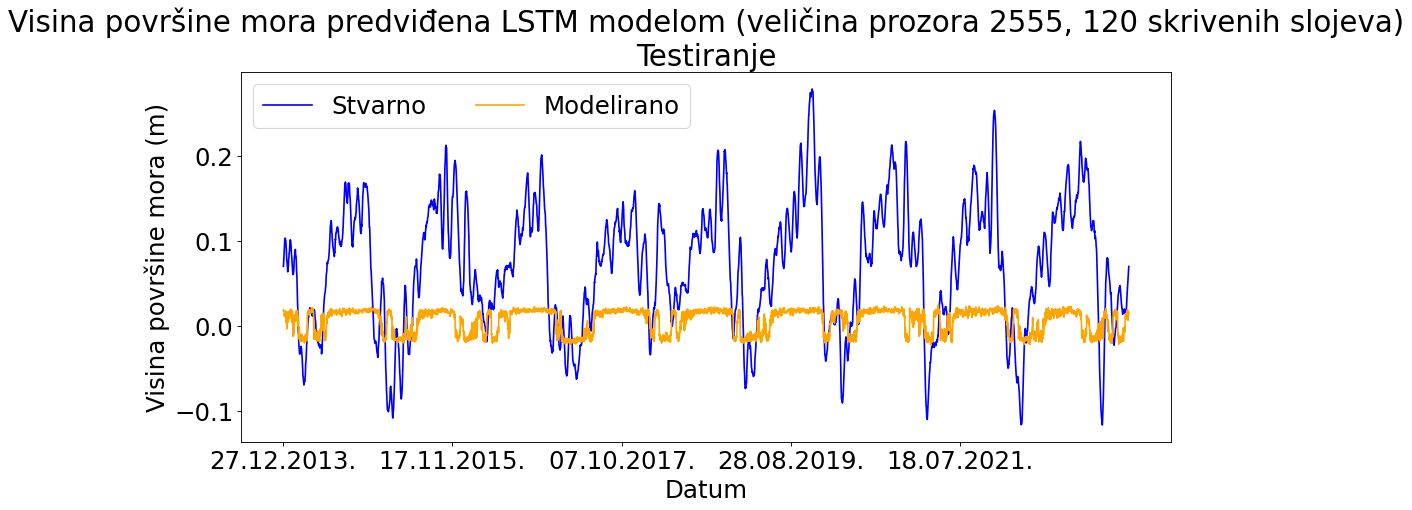 Visina površine mora predviđena LSTM modelom (veličina prozora 2555, 120 skrivenih slojeva)
Testiranje
Stvarno
Modelirano
Visina površine mora (m)
0.2
0.1
0.0
−0.1
27.12.2013.
17.11.2015.
07.10.2017.
28.08.2019.
18.07.2021.
Datum